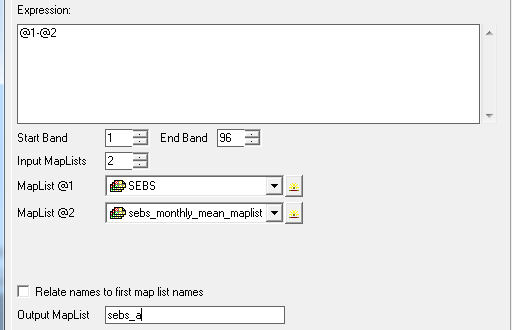 Expression:
@1-@2
Start Band 1 End Band 96
Input MapLists 2
MapList @1 SEBS
MapList @2 sebs_monthly_mean_maplist
Relate names to first map list names
Output MapList sebs_a